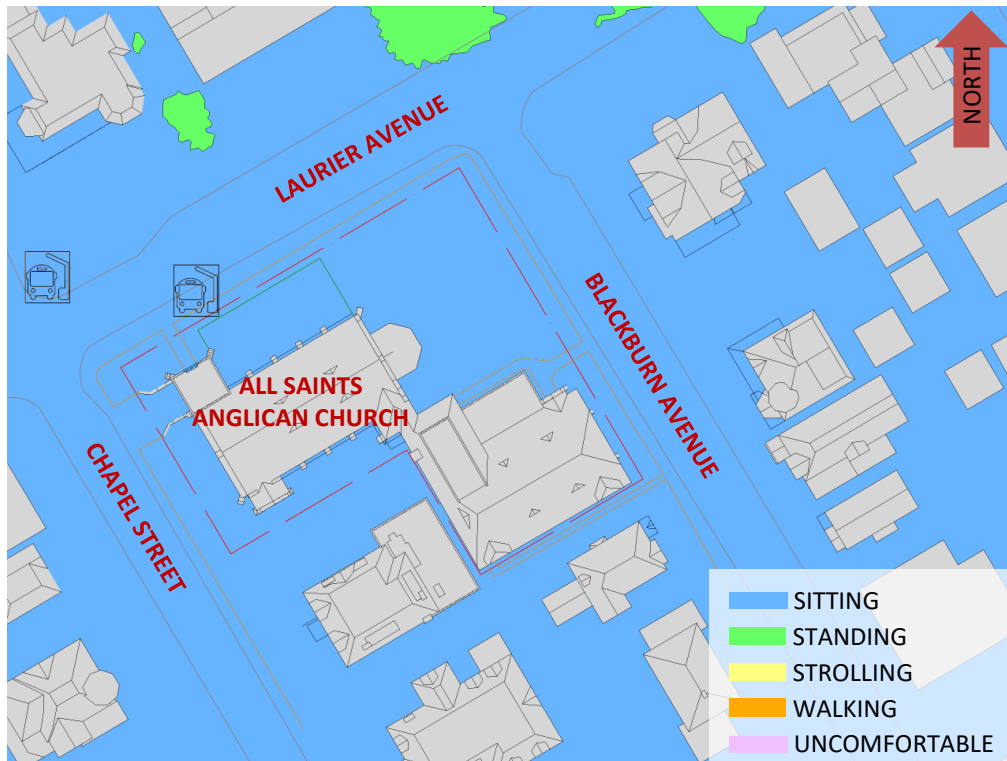 NORTH
LAURIER AVENUE
BLACKBURN AVENUE
ALL SAINTS
ANGLICAN CHURCH
CHAPEL STREET
SITTING
STANDING
STROLLING
WALKING
UNCOMFORTABLE